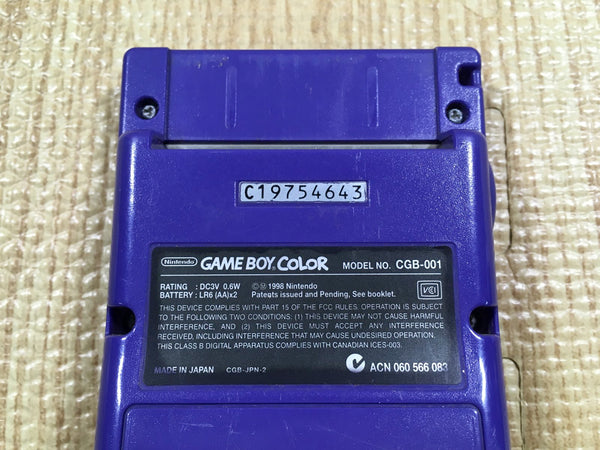 C19754643
Nintendo GAME BOY COLOR MODEL NO. CGB-001
RATING : DC3V 0.6W ©Ⓜ 1998 Nintendo
BATTERY : LR6 (AA)x2 Patents issued and Pending, See booklet.
VCI
THIS DEVICE COMPLIES WITH PART 15 OF THE FCC RULES. OPERATION IS SUBJECT
TO THE FOLLOWING TWO CONDITIONS: (1) THIS DEVICE MAY NOT CAUSE HARMFUL
INTERFERENCE, AND (2) THIS DEVICE MUST ACCEPT ANY INTERFERENCE
RECEIVED, INCLUDING INTERFERENCE THAT MAY CAUSE UNDESIRED OPERATION.
THIS CLASS B DIGITAL APPARATUS COMPLIES WITH CANADIAN ICES-003.
MADE IN JAPAN CGB-JPN-2 ACN 060 566 083